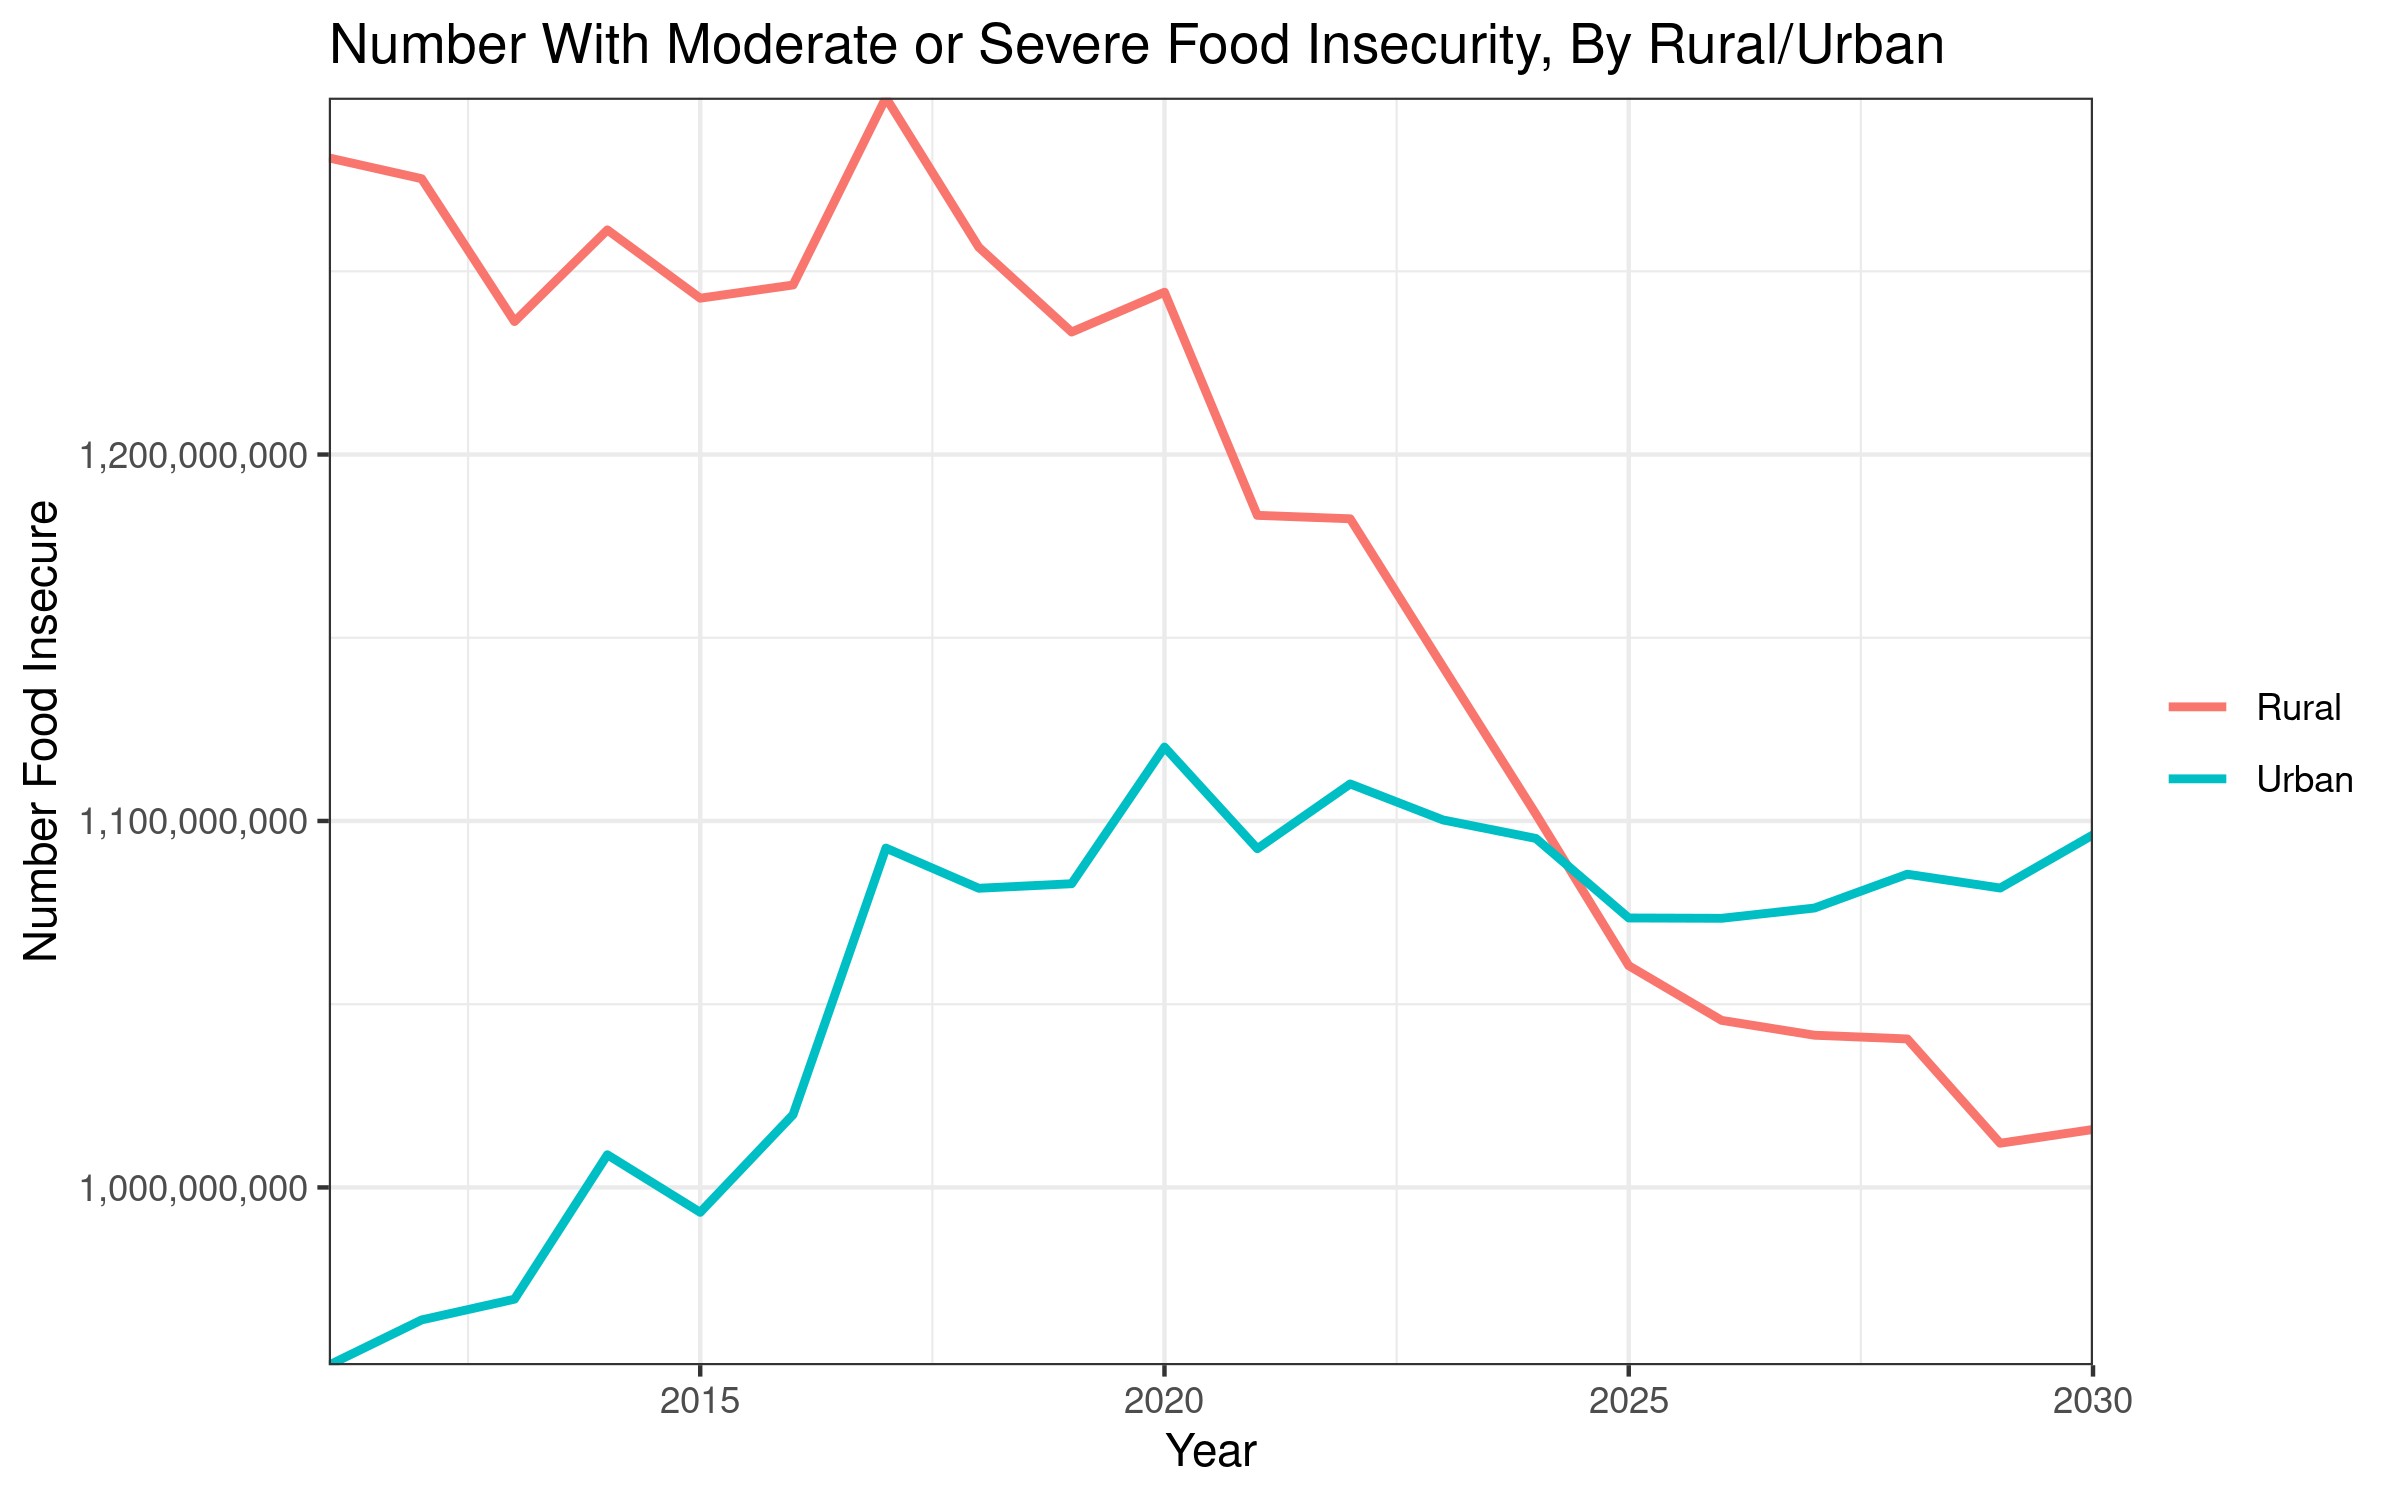 Number With Moderate or Severe Food Insecurity, By Rural/Urban
Number Food Insecure
1,200,000,000
1,100,000,000
1,000,000,000
2015
2020
2025
2030
Year
Rural
Urban